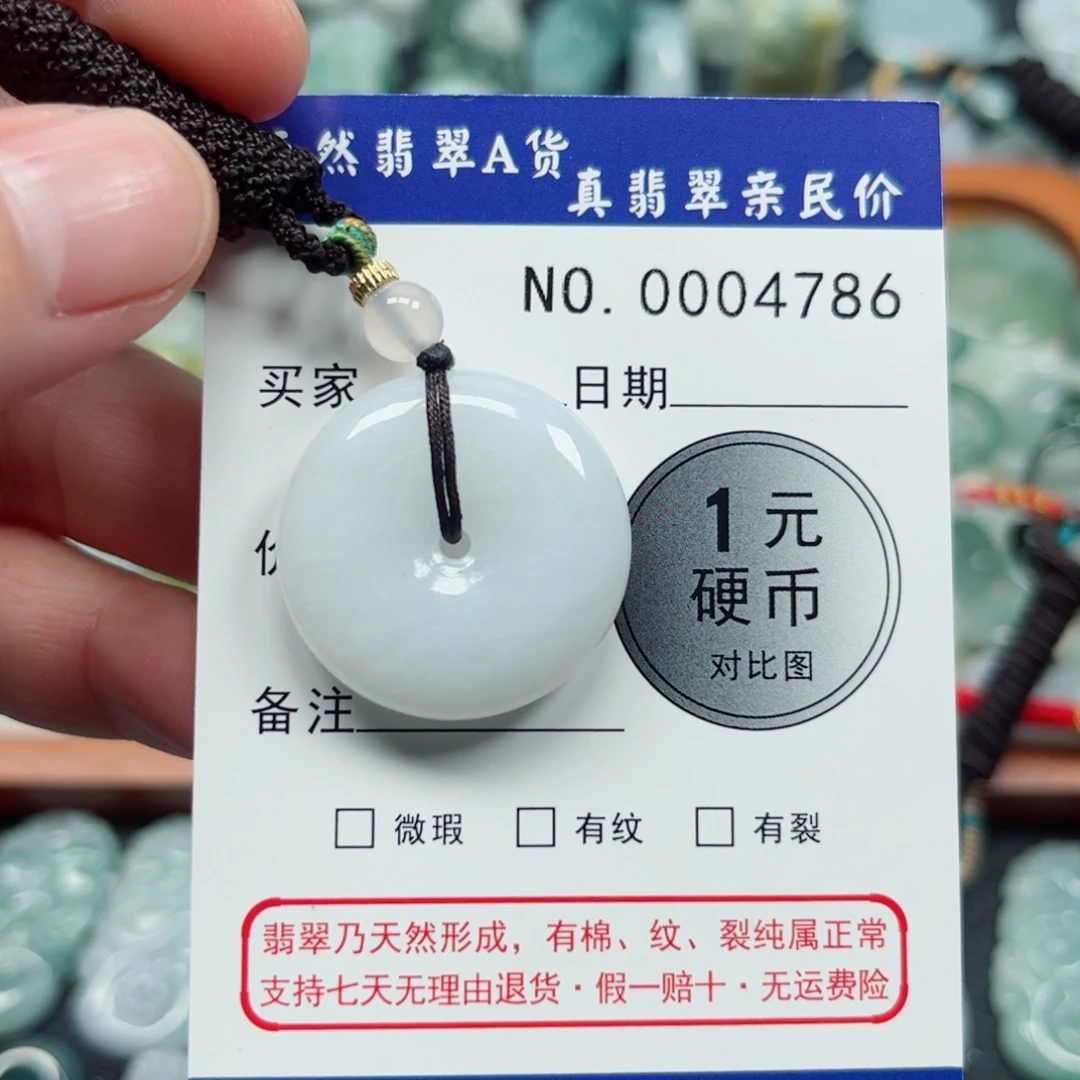 然翡翠A货
真翡翠亲民价
NO. 0004786
买家
日期
1元
硬币
对比图
备注
微瑕 有纹 有裂
翡翠乃天然形成，有棉、纹、裂纯属正常
支持七天无理由退货·假一赔十·无运费险